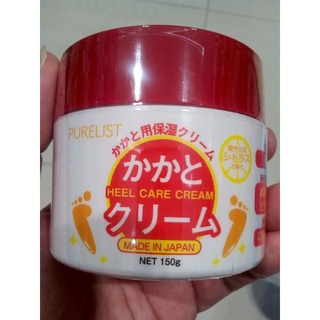 PURELIST
かかと用保湿クリーム
かかと
HEEL CARE CREAM
クリーム
MADE IN JAPAN
NET 150g